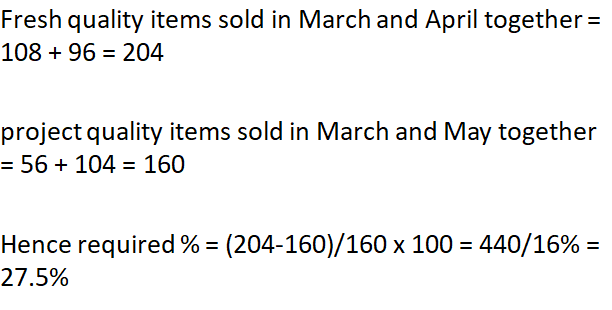 Fresh quality items sold in March and April together =
108 + 96 = 204
project quality items sold in March and May together
= 56 + 104 = 160
Hence required % = (204-160)/160 x 100 = 440/16% =
27.5%